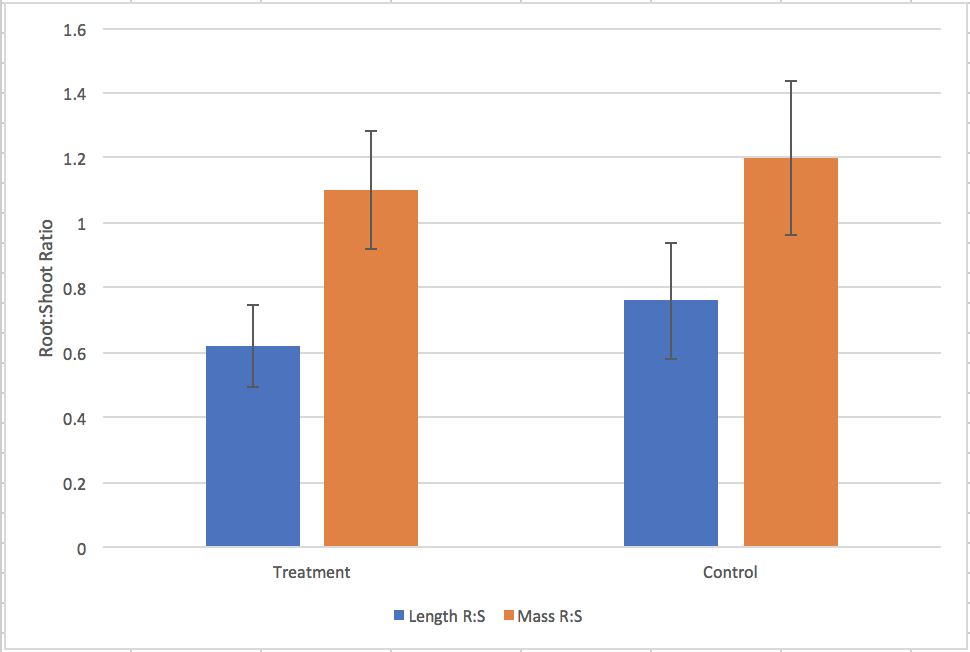 1.6
1.4
1.2
1
0.8
0.6
0.4
0.2
0
Root:Shoot Ratio
Treatment
Control
Length R:S
Mass R:S